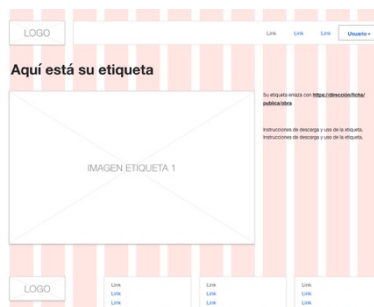 LOGO
Link Link Link Usuario
Aquí está su etiqueta
Su etiqueta enlaza con https://dirección/ficha/
publica/obra
Instrucciones de descarga y uso de la etiqueta.
Instrucciones de descarga y uso de la etiqueta.
IMAGEN ETIQUETA 1
LOGO
Link Link Link
Link Link Link
Link Link Link